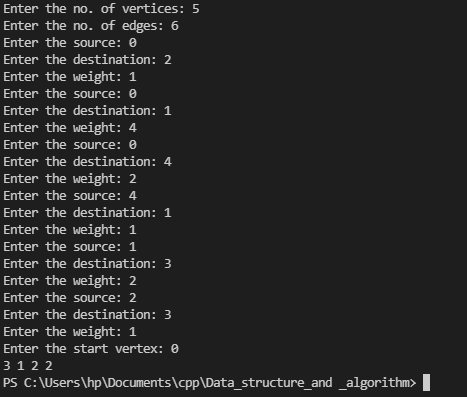 Enter the no. of vertices: 5
Enter the no. of edges: 6
Enter the source: 0
Enter the destination: 2
Enter the weight: 1
Enter the source: 0
Enter the destination: 1
Enter the weight: 4
Enter the source: 0
Enter the destination: 4
Enter the weight: 2
Enter the source: 4
Enter the destination: 1
Enter the weight: 1
Enter the source: 1
Enter the destination: 3
Enter the weight: 2
Enter the source: 2
Enter the destination: 3
Enter the weight: 1
Enter the start vertex: 0
3 1 2 2
PS C:\Users\hp\Documents\cpp\Data_structure_and _algorithm>